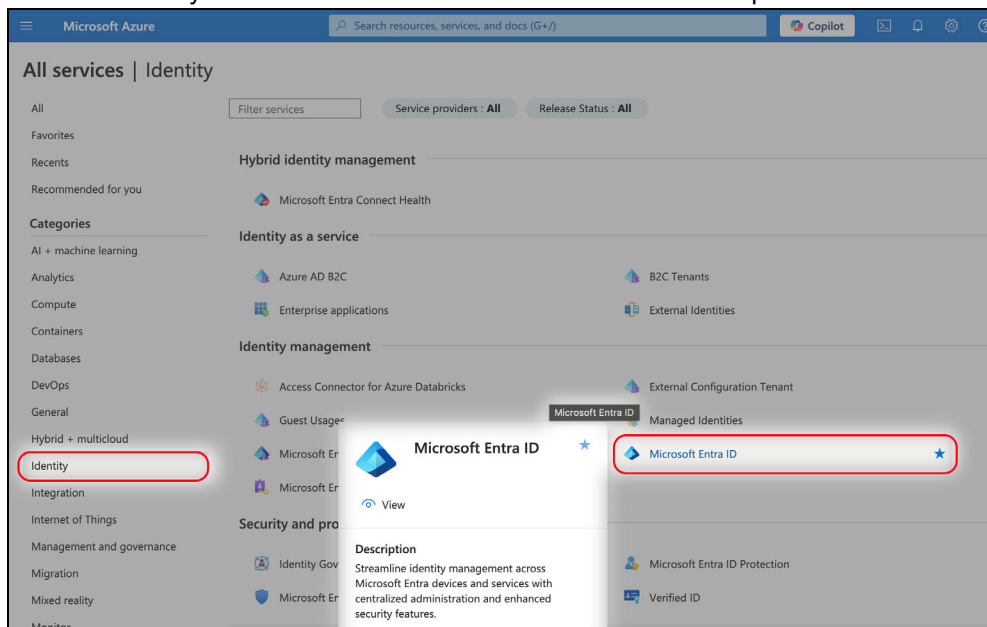 Microsoft Azure
Search resources, services, and docs (G+/)
Copilot
All services | Identity
All
Favorites
Recents
Recommended for you
Categories
AI + machine learning
Analytics
Compute
Containers
Databases
DevOps
General
Hybrid + multicloud
Identity
Integration
Internet of Things
Management and governance
Migration
Mixed reality
Monitor
Filter services
Service providers : All
Release Status : All
Hybrid identity management
Microsoft Entra Connect Health
Identity as a service
Azure AD B2C
B2C Tenants
Enterprise applications
External Identities
Identity management
Access Connector for Azure Databricks
External Configuration Tenant
Guest Usages
Microsoft Entra ID
Managed Identities
Microsoft Er
Microsoft Entra ID
Microsoft Er
Security and pro
Identity Gov
Microsoft Entra ID Protection
Microsoft Er
Verified ID
Microsoft Entra ID
View
Description
Streamline identity management across
Microsoft Entra devices and services with
centralized administration and enhanced
security features.